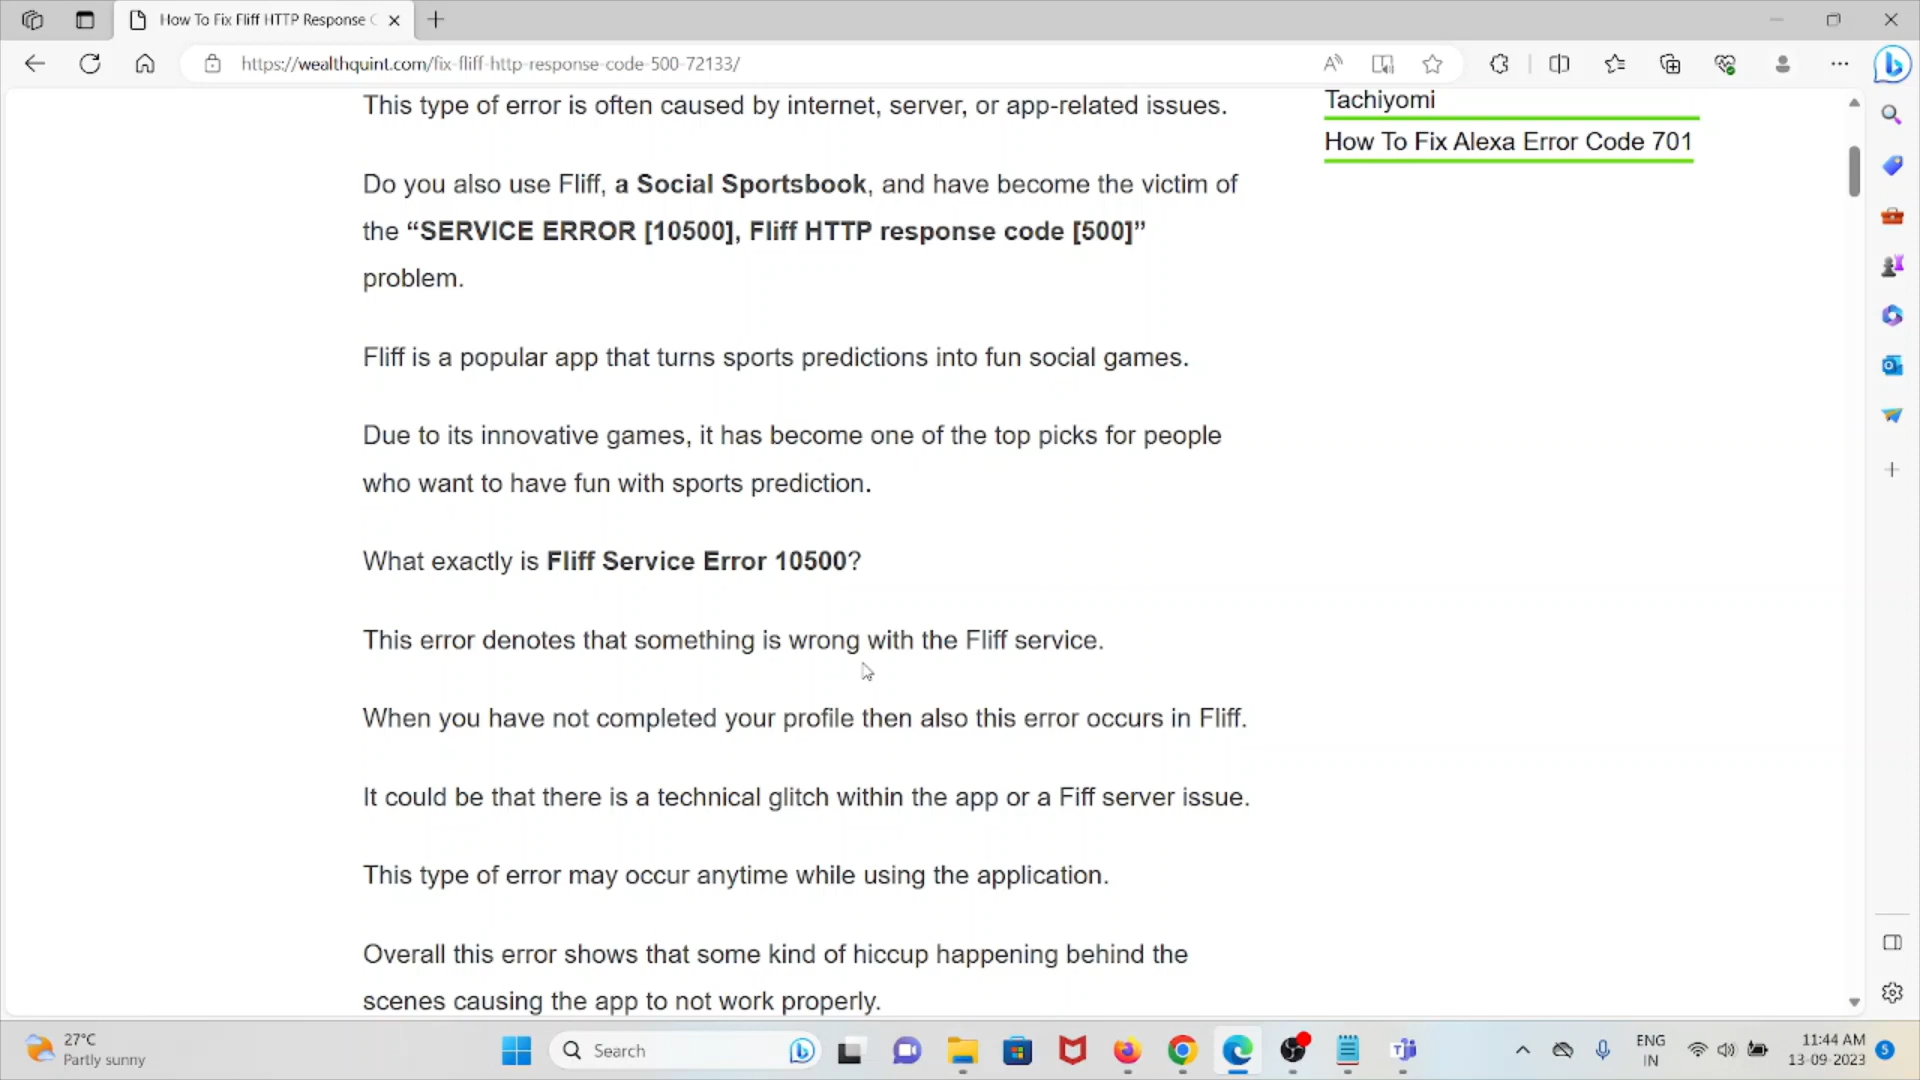 How To Fix Fliff HTTP Response C
https://wealthquint.com/fix-fliff-http-response-code-500-72133/
This type of error is often caused by internet, server, or app-related issues.
Do you also use Fliff, a Social Sportsbook, and have become the victim of
the “SERVICE ERROR [10500], Fliff HTTP response code [500]”
problem.
Fliff is a popular app that turns sports predictions into fun social games.
Due to its innovative games, it has become one of the top picks for people
who want to have fun with sports prediction.
What exactly is Fliff Service Error 10500?
This error denotes that something is wrong with the Fliff service.
When you have not completed your profile then also this error occurs in Fliff.
It could be that there is a technical glitch within the app or a Fiff server issue.
This type of error may occur anytime while using the application.
Overall this error shows that some kind of hiccup happening behind the
scenes causing the app to not work properly.
Tachiyomi
How To Fix Alexa Error Code 701
27°C
Partly sunny
Search
ENG
IN
11:44 AM
13-09-2023
5